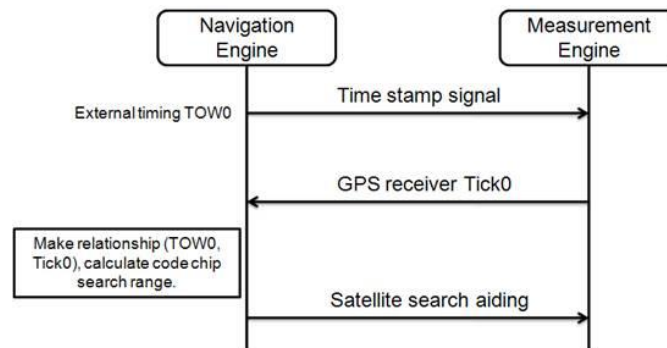 Navigation
Engine
Measurement
Engine
Time stamp signal
External timing TOW0
GPS receiver Tick0
Make relationship (TOW0,
Tick0), calculate code chip
search range.
Satellite search aiding